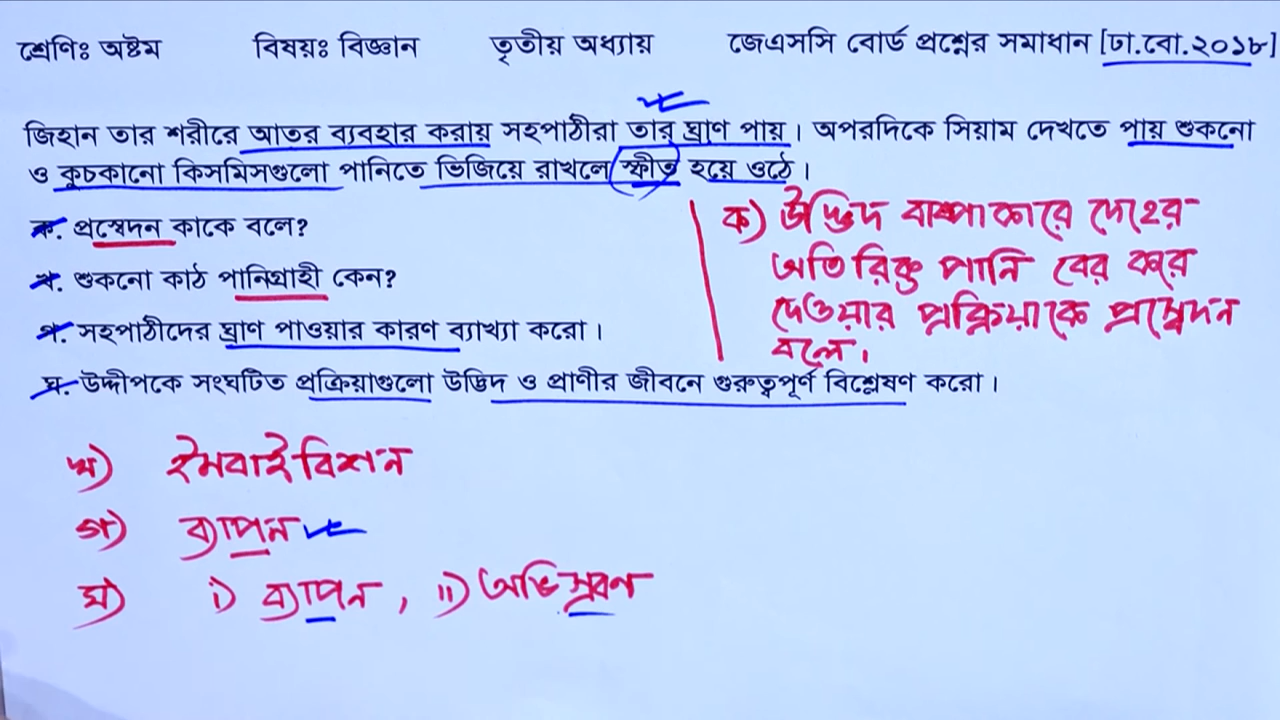 শ্রেণিঃ অষ্টম বিষয়ঃ বিজ্ঞান তৃতীয় অধ্যায় জেএসসি বোর্ড প্রশ্নের সমাধান [ঢা.বো.২০১৮]
জিহান তার শরীরে আতর ব্যবহার করায় সহপাঠীরা তার ঘ্রাণ পায়। অপরদিকে সিয়াম দেখতে পায় শুকনো
ও কুচকানো কিসমিসগুলো পানিতে ভিজিয়ে রাখলে স্ফীত হয়ে ওঠে।
ক. প্রস্বেদন কাকে বলে?
খ. শুকনো কাঠ পানিগ্রাহী কেন?
গ. সহপাঠীদের ঘ্রাণ পাওয়ার কারণ ব্যাখ্যা করো।
ঘ. উদ্দীপকে সংঘটিত প্রক্রিয়াগুলো উদ্ভিদ ও প্রাণীর জীবনে গুরুত্বপূর্ণ বিশ্লেষণ করো।
ক) উদ্ভিদ বাষ্পাকারে দেহের
অতিরিক্ত পানি বের করে
দেওয়ার প্রক্রিয়াকে প্রস্বেদন
বলে।
খ) ইমবাইবিশন
গ) ব্যাপন
ঘ) i) ব্যাপন, ii) অভিস্রবণ